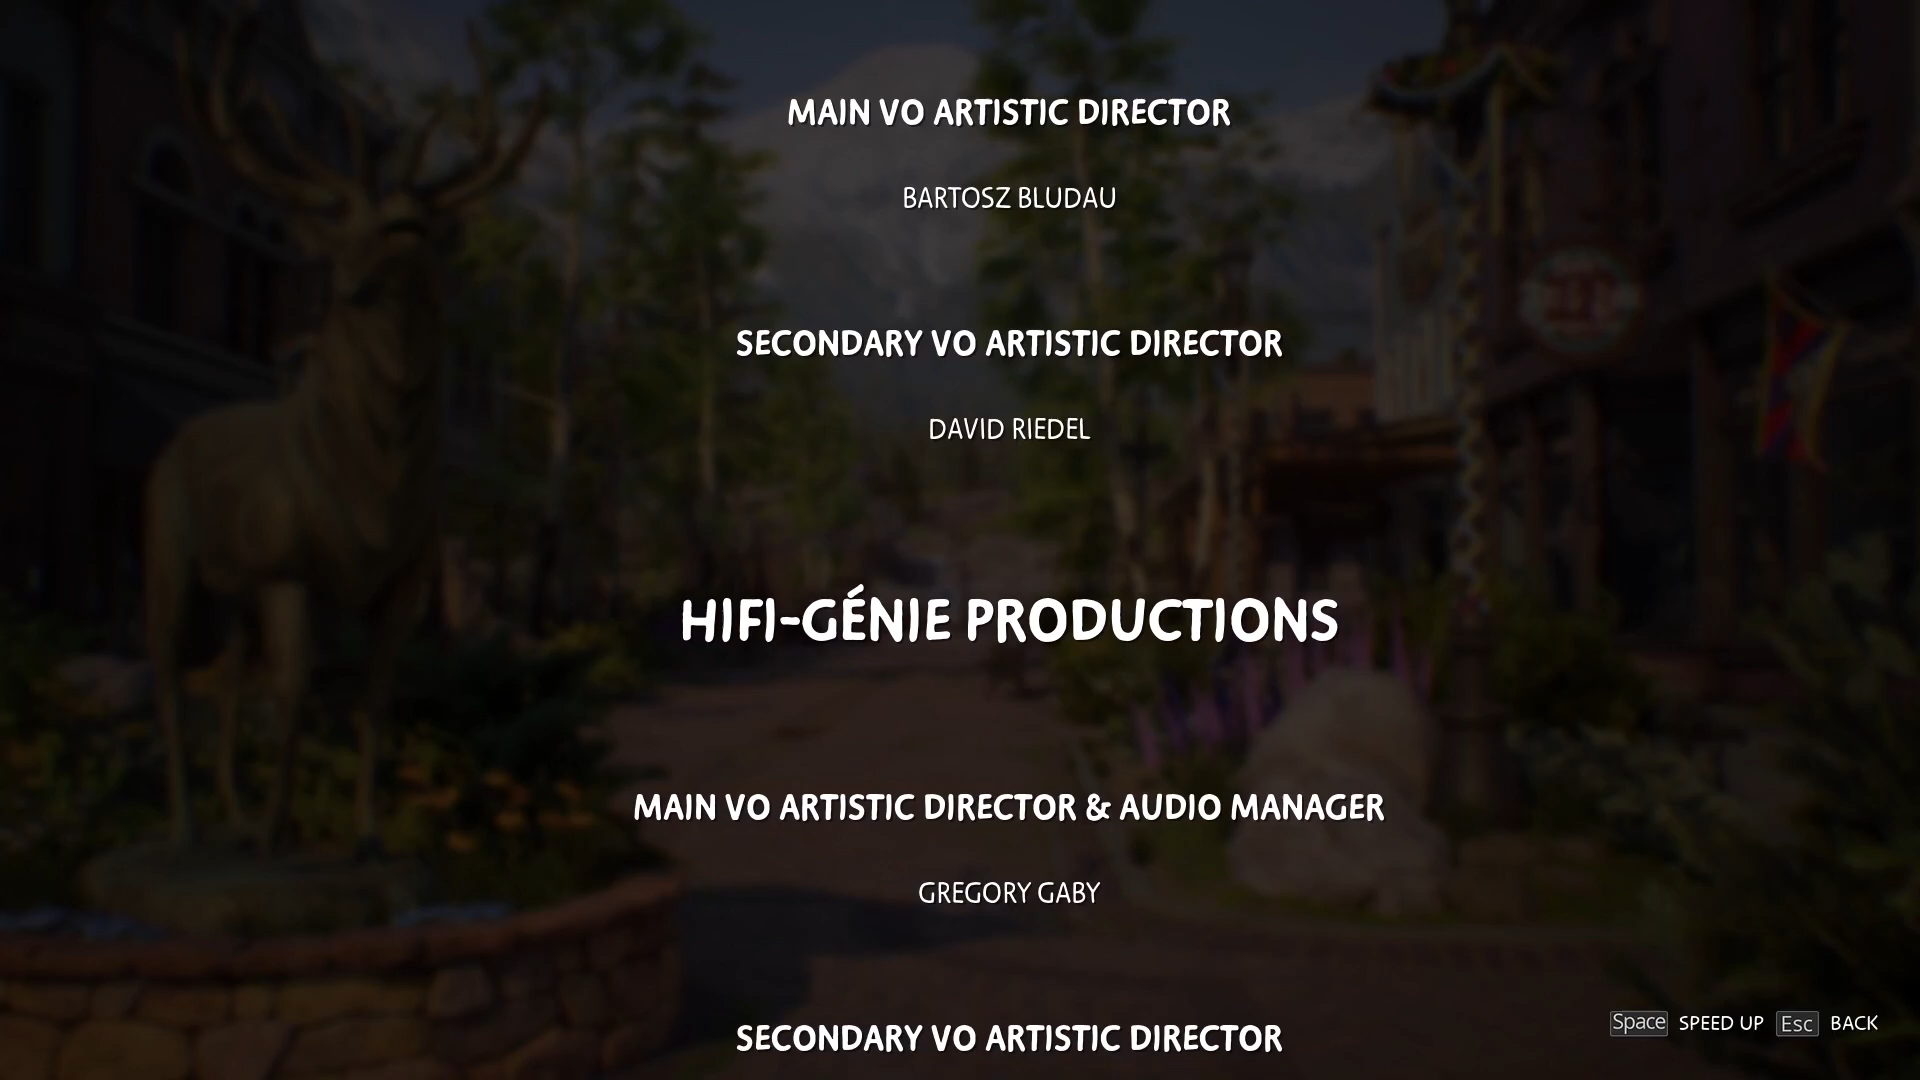 MAIN VO ARTISTIC DIRECTOR
BARTOSZ BLUDAU
SECONDARY VO ARTISTIC DIRECTOR
DAVID RIEDEL
HIFI-GÉNIE PRODUCTIONS
MAIN VO ARTISTIC DIRECTOR & AUDIO MANAGER
GREGORY GABY
SECONDARY VO ARTISTIC DIRECTOR
Space SPEED UP Esc BACK